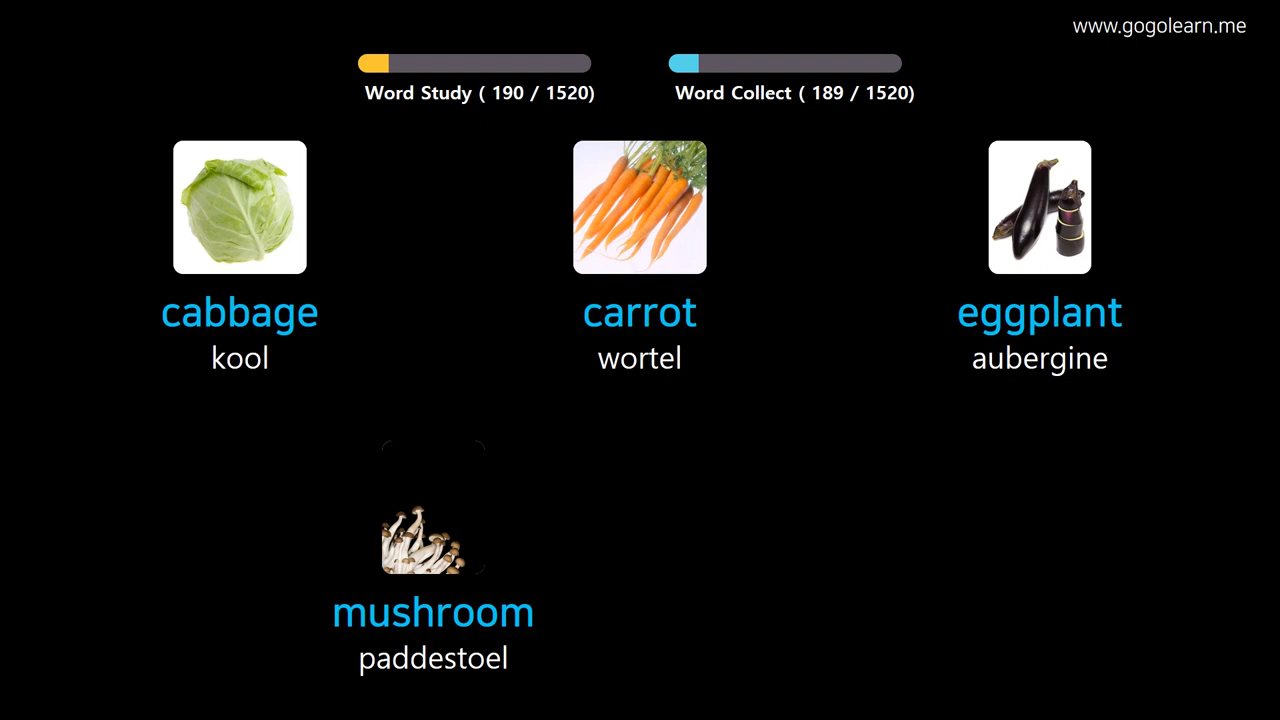 www.gogolearn.me
Word Study ( 190 / 1520)
Word Collect ( 189 / 1520)
cabbage
kool
carrot
wortel
eggplant
aubergine
mushroom
paddestoel